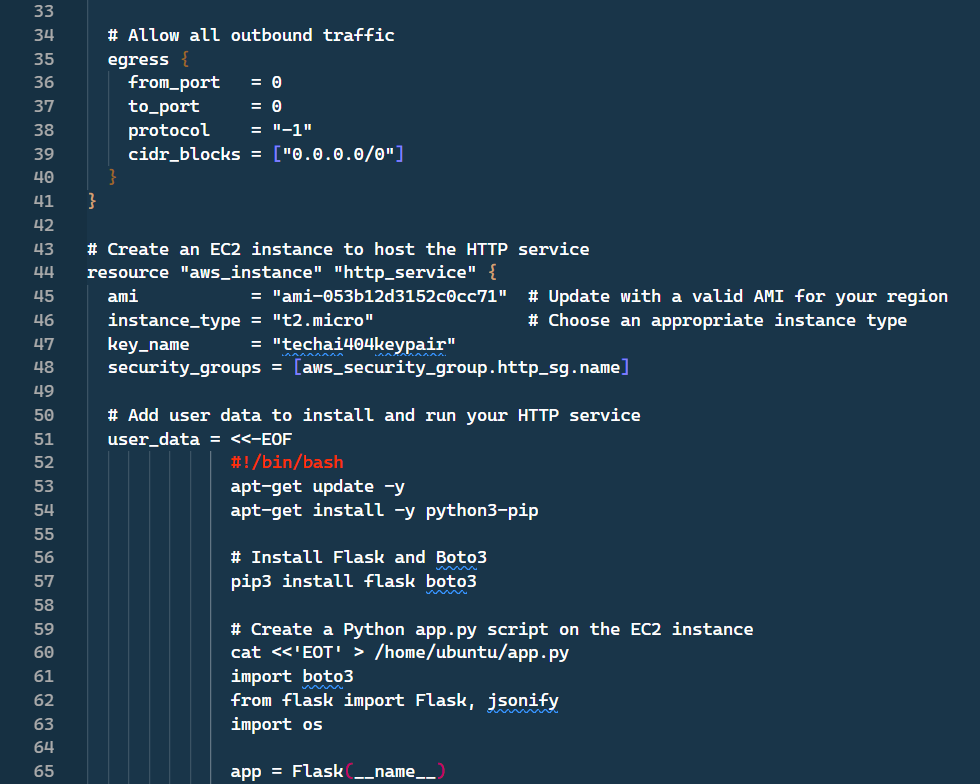 33
34 # Allow all outbound traffic
35 egress {
36 from_port = 0
37 to_port = 0
38 protocol = "-1"
39 cidr_blocks = ["0.0.0.0/0"]
40 }
41 }
42
43 # Create an EC2 instance to host the HTTP service
44 resource "aws_instance" "http_service" {
45 ami = "ami-053b12d3152c0cc71" # Update with a valid AMI for your region
46 instance_type = "t2.micro" # Choose an appropriate instance type
47 key_name = "techai404keypair"
48 security_groups = [aws_security_group.http_sg.name]
49
50 # Add user data to install and run your HTTP service
51 user_data = <<-EOF
52 #!/bin/bash
53 apt-get update -y
54 apt-get install -y python3-pip
55
56 # Install Flask and Boto3
57 pip3 install flask boto3
58
59 # Create a Python app.py script on the EC2 instance
60 cat <<'EOT' > /home/ubuntu/app.py
61 import boto3
62 from flask import Flask, jsonify
63 import os
64
65 app = Flask(__name__)